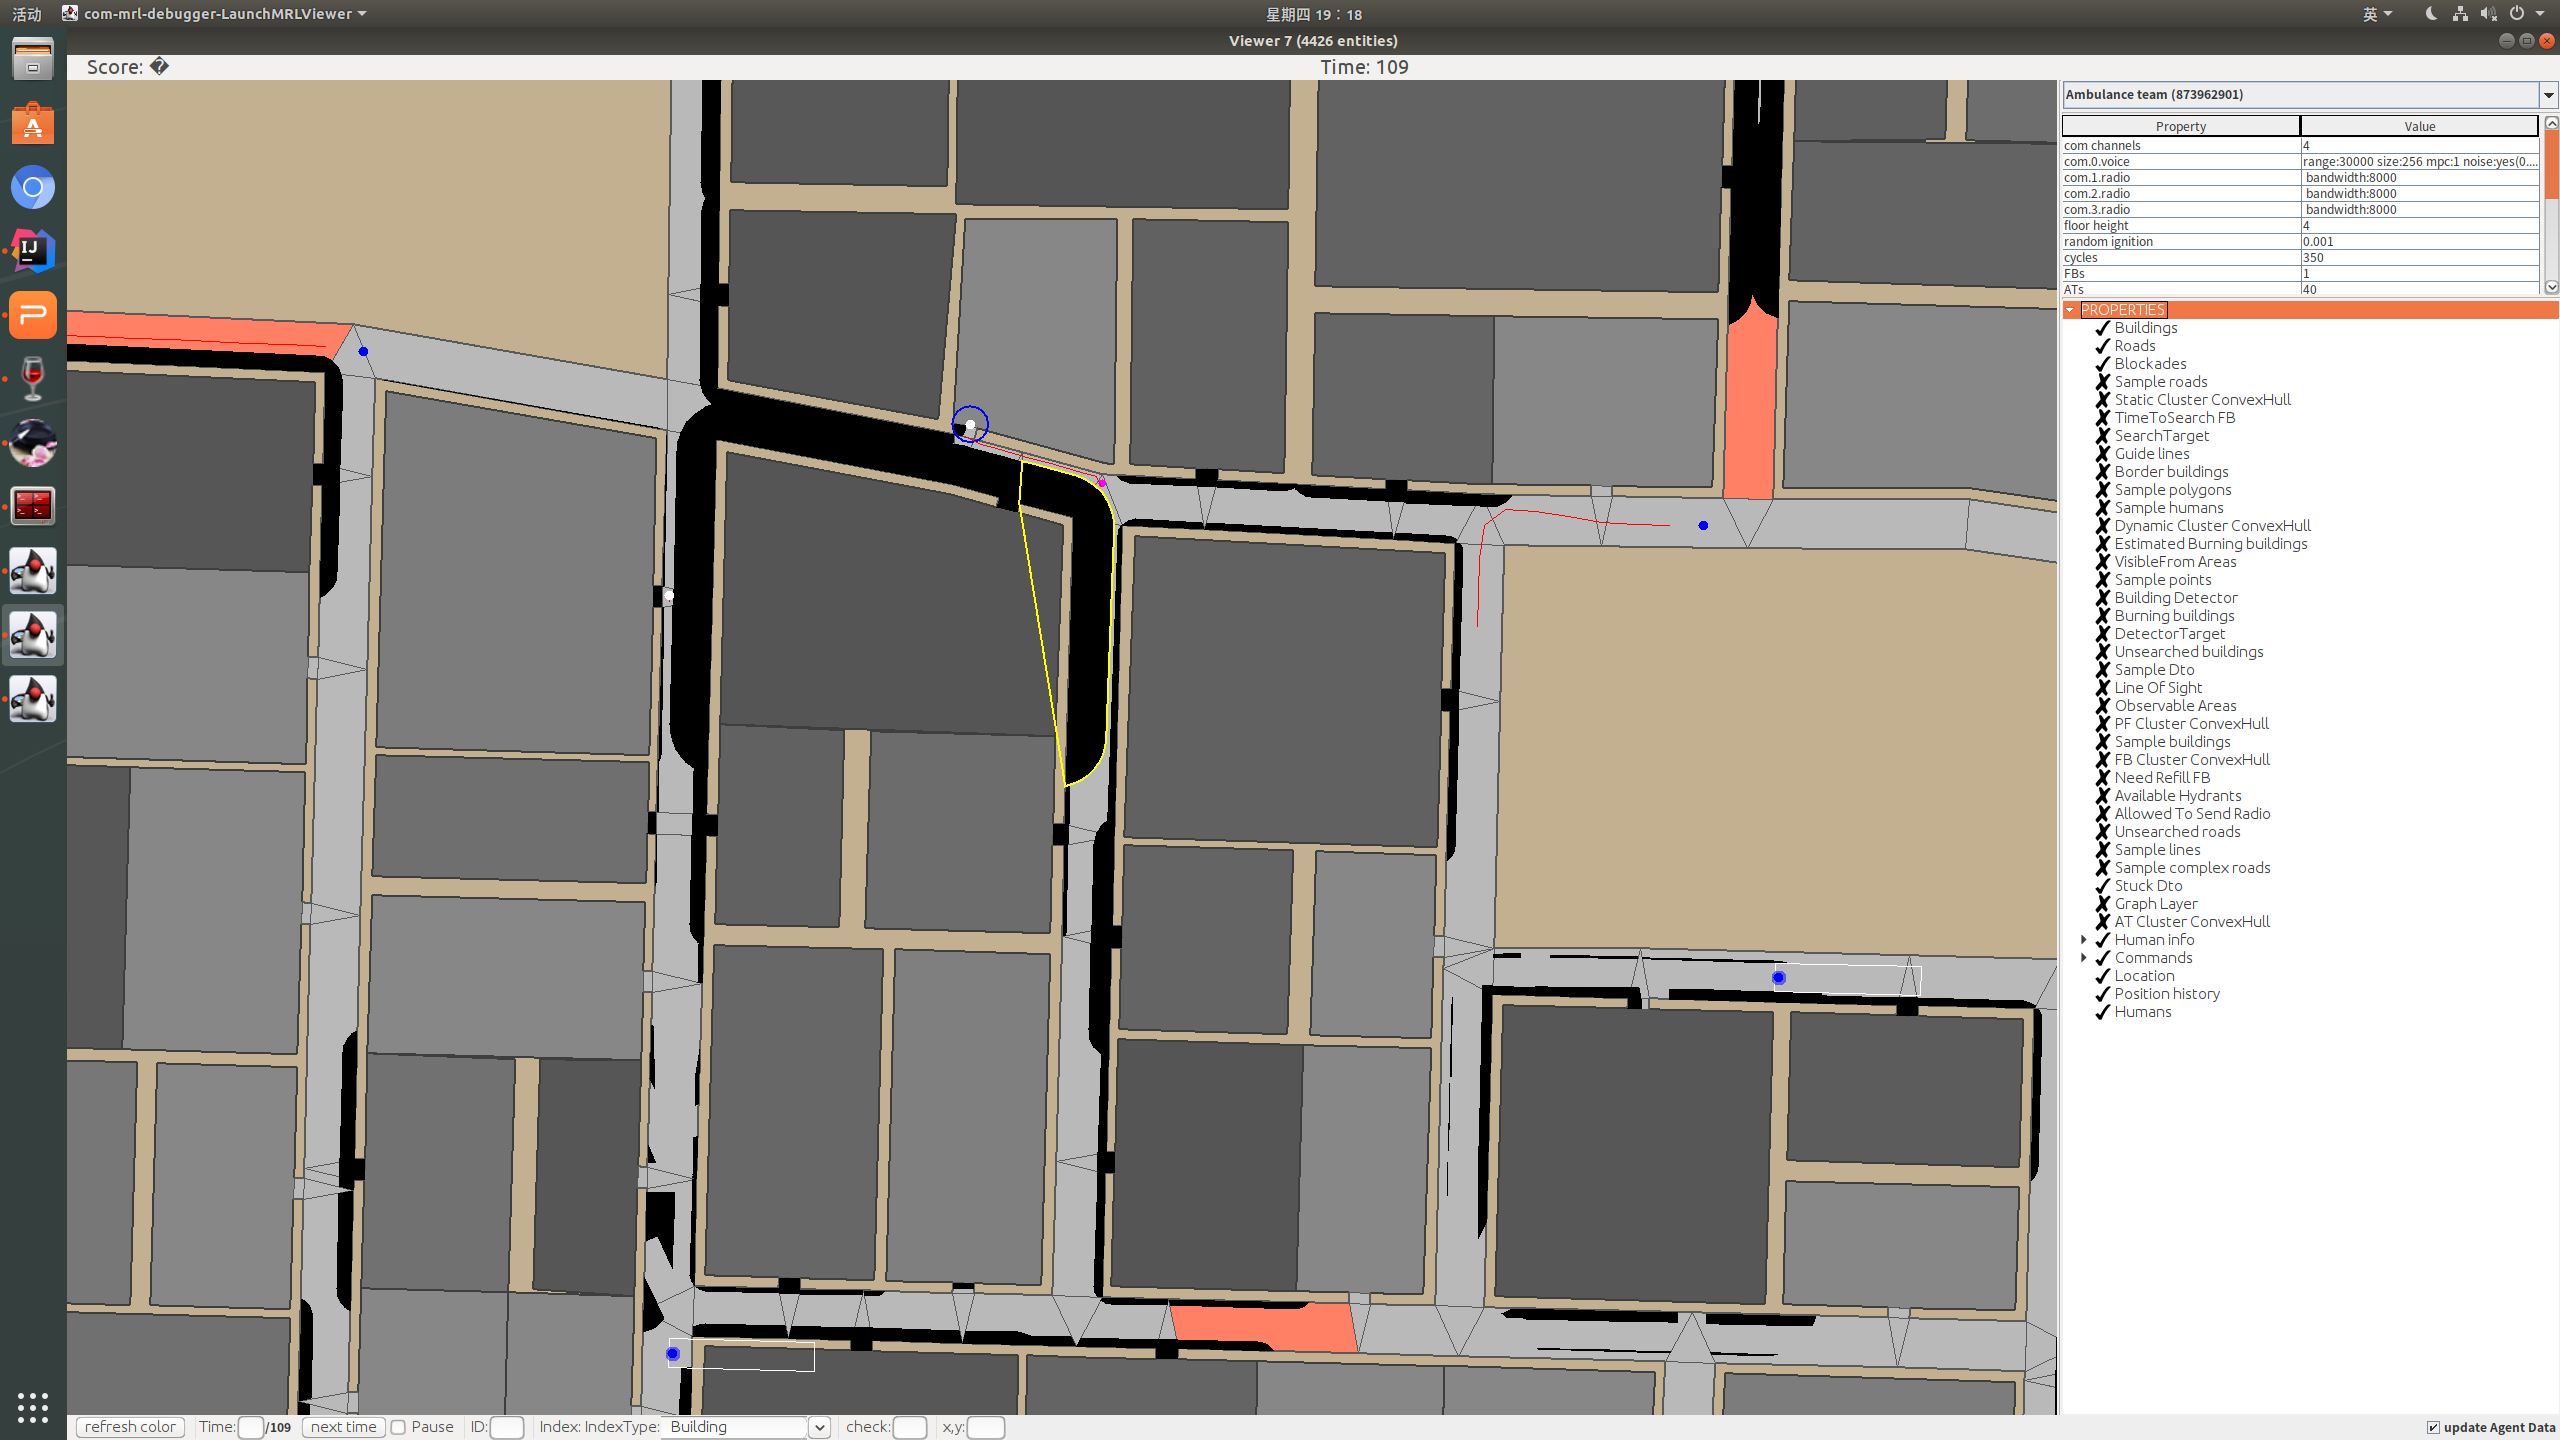 活动
com-mrl-debugger-LaunchMRLViewer
星期四 19：18
英
Viewer 7 (4426 entities)
Score: �
Time: 109
Ambulance team (873962901)
Property Value
com channels 4
com.0.voice range:30000 size:256 mpc:1 noise:yes(0....
com.1.radio bandwidth:8000
com.2.radio bandwidth:8000
com.3.radio bandwidth:8000
floor height 4
random ignition 0.001
cycles 350
FBs 1
ATs 40
PROPERTIES
Buildings
Roads
Blockades
Sample roads
Static Cluster ConvexHull
TimeToSearch FB
SearchTarget
Guide lines
Border buildings
Sample polygons
Sample humans
Dynamic Cluster ConvexHull
Estimated Burning buildings
VisibleFrom Areas
Sample points
Building Detector
Burning buildings
DetectorTarget
Unsearched buildings
Sample Dto
Line Of Sight
Observable Areas
PF Cluster ConvexHull
Sample buildings
FB Cluster ConvexHull
Need Refill FB
Available Hydrants
Allowed To Send Radio
Unsearched roads
Sample lines
Sample complex roads
Stuck Dto
Graph Layer
AT Cluster ConvexHull
Human info
Commands
Location
Position history
Humans
refresh color Time: /109 next time Pause ID: Index: IndexType: Building check: x,y: update Agent Data